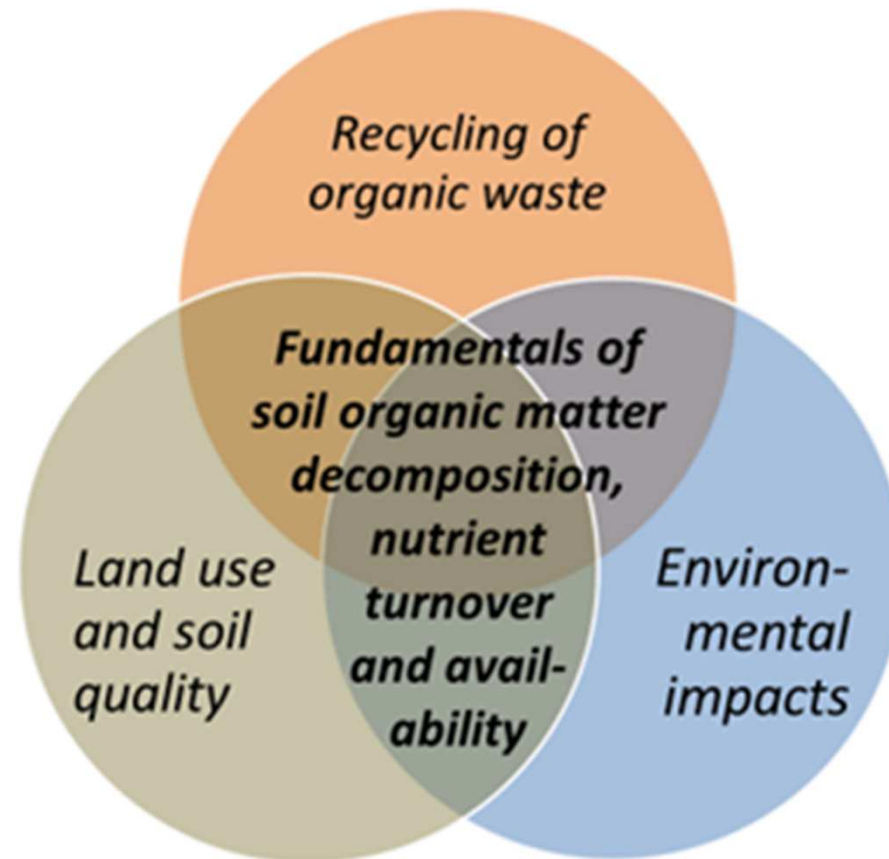 Recycling of
organic waste
Fundamentals of
soil organic matter
decomposition,
nutrient
turnover
and avail-
ability
Land use
and soil
quality
Environ-
mental
impacts